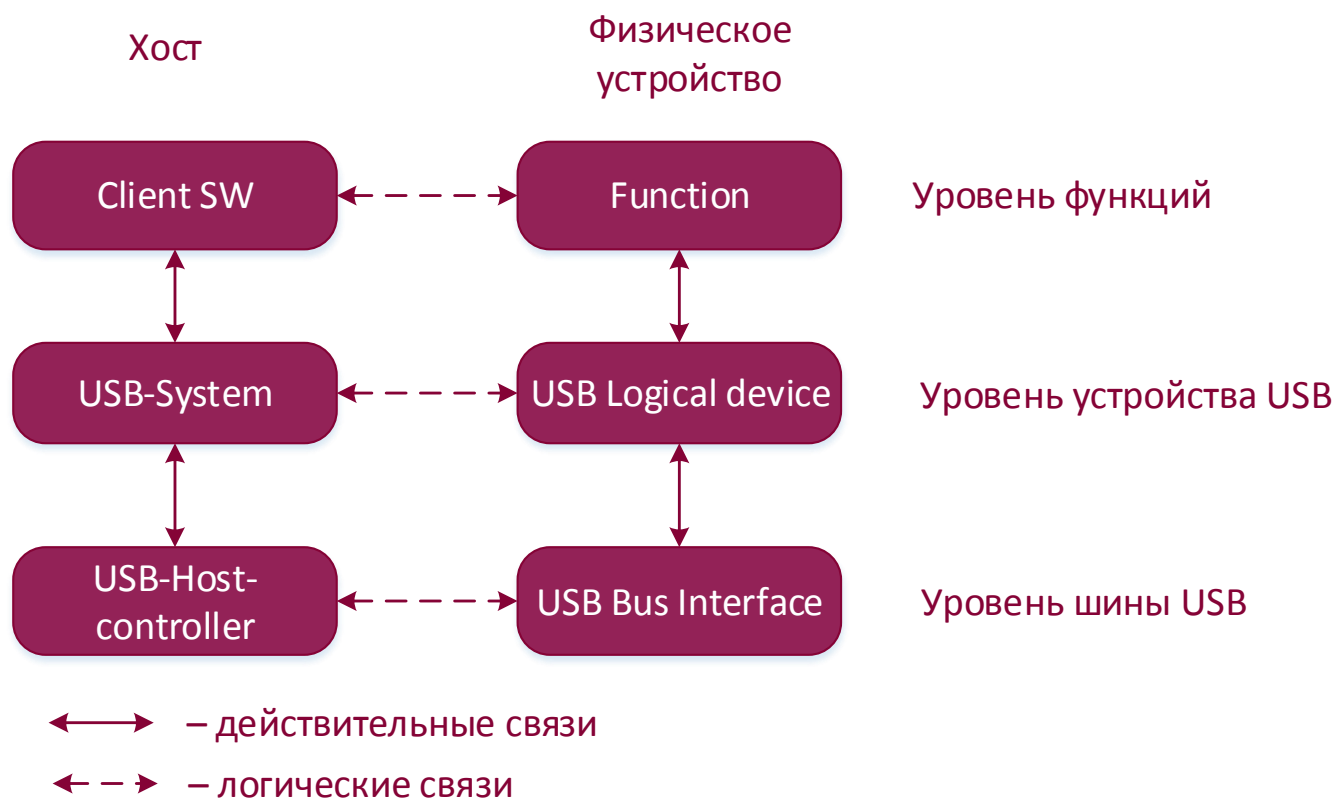 Хост
Физическое
устройство
Client SW
Function
Уровень функций
USB-System
USB Logical device
Уровень устройства USB
USB-Host-
controller
USB Bus Interface
Уровень шины USB
– действительные связи
– логические связи